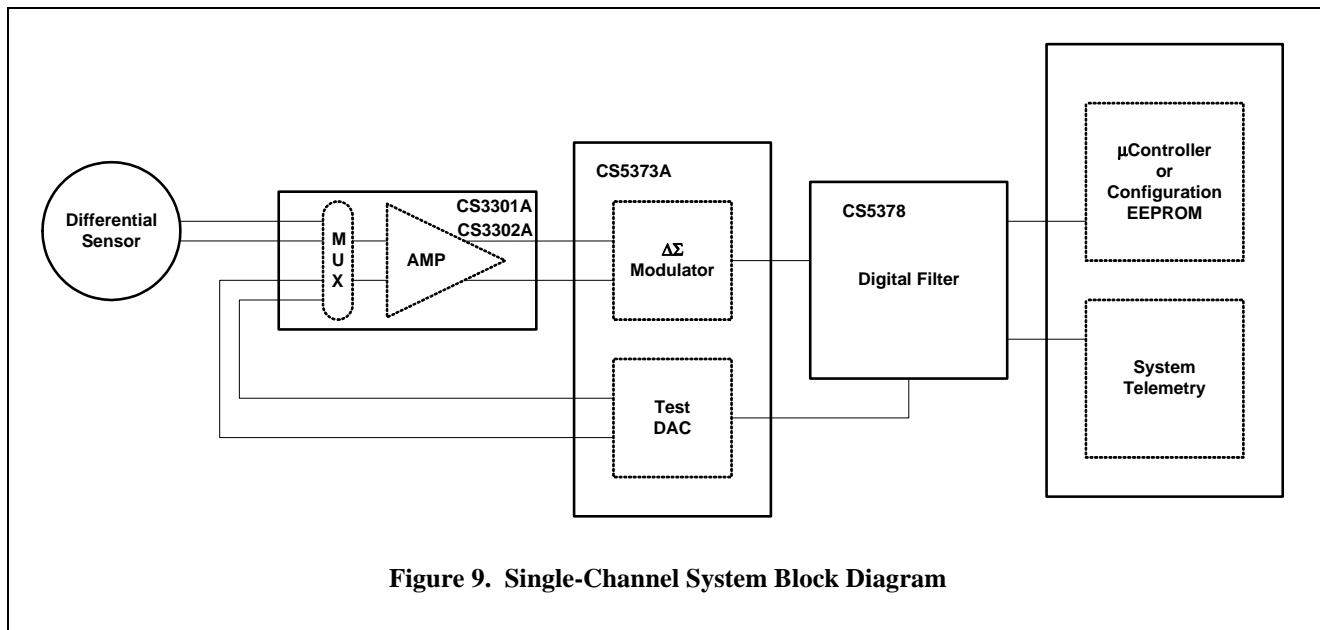 Differential
Sensor
M
U
X
AMP
CS3301A
CS3302A
CS5373A
ΔΣ
Modulator
Test
DAC
CS5378
Digital Filter
µController
or
Configuration
EEPROM
System
Telemetry
Figure 9. Single-Channel System Block Diagram